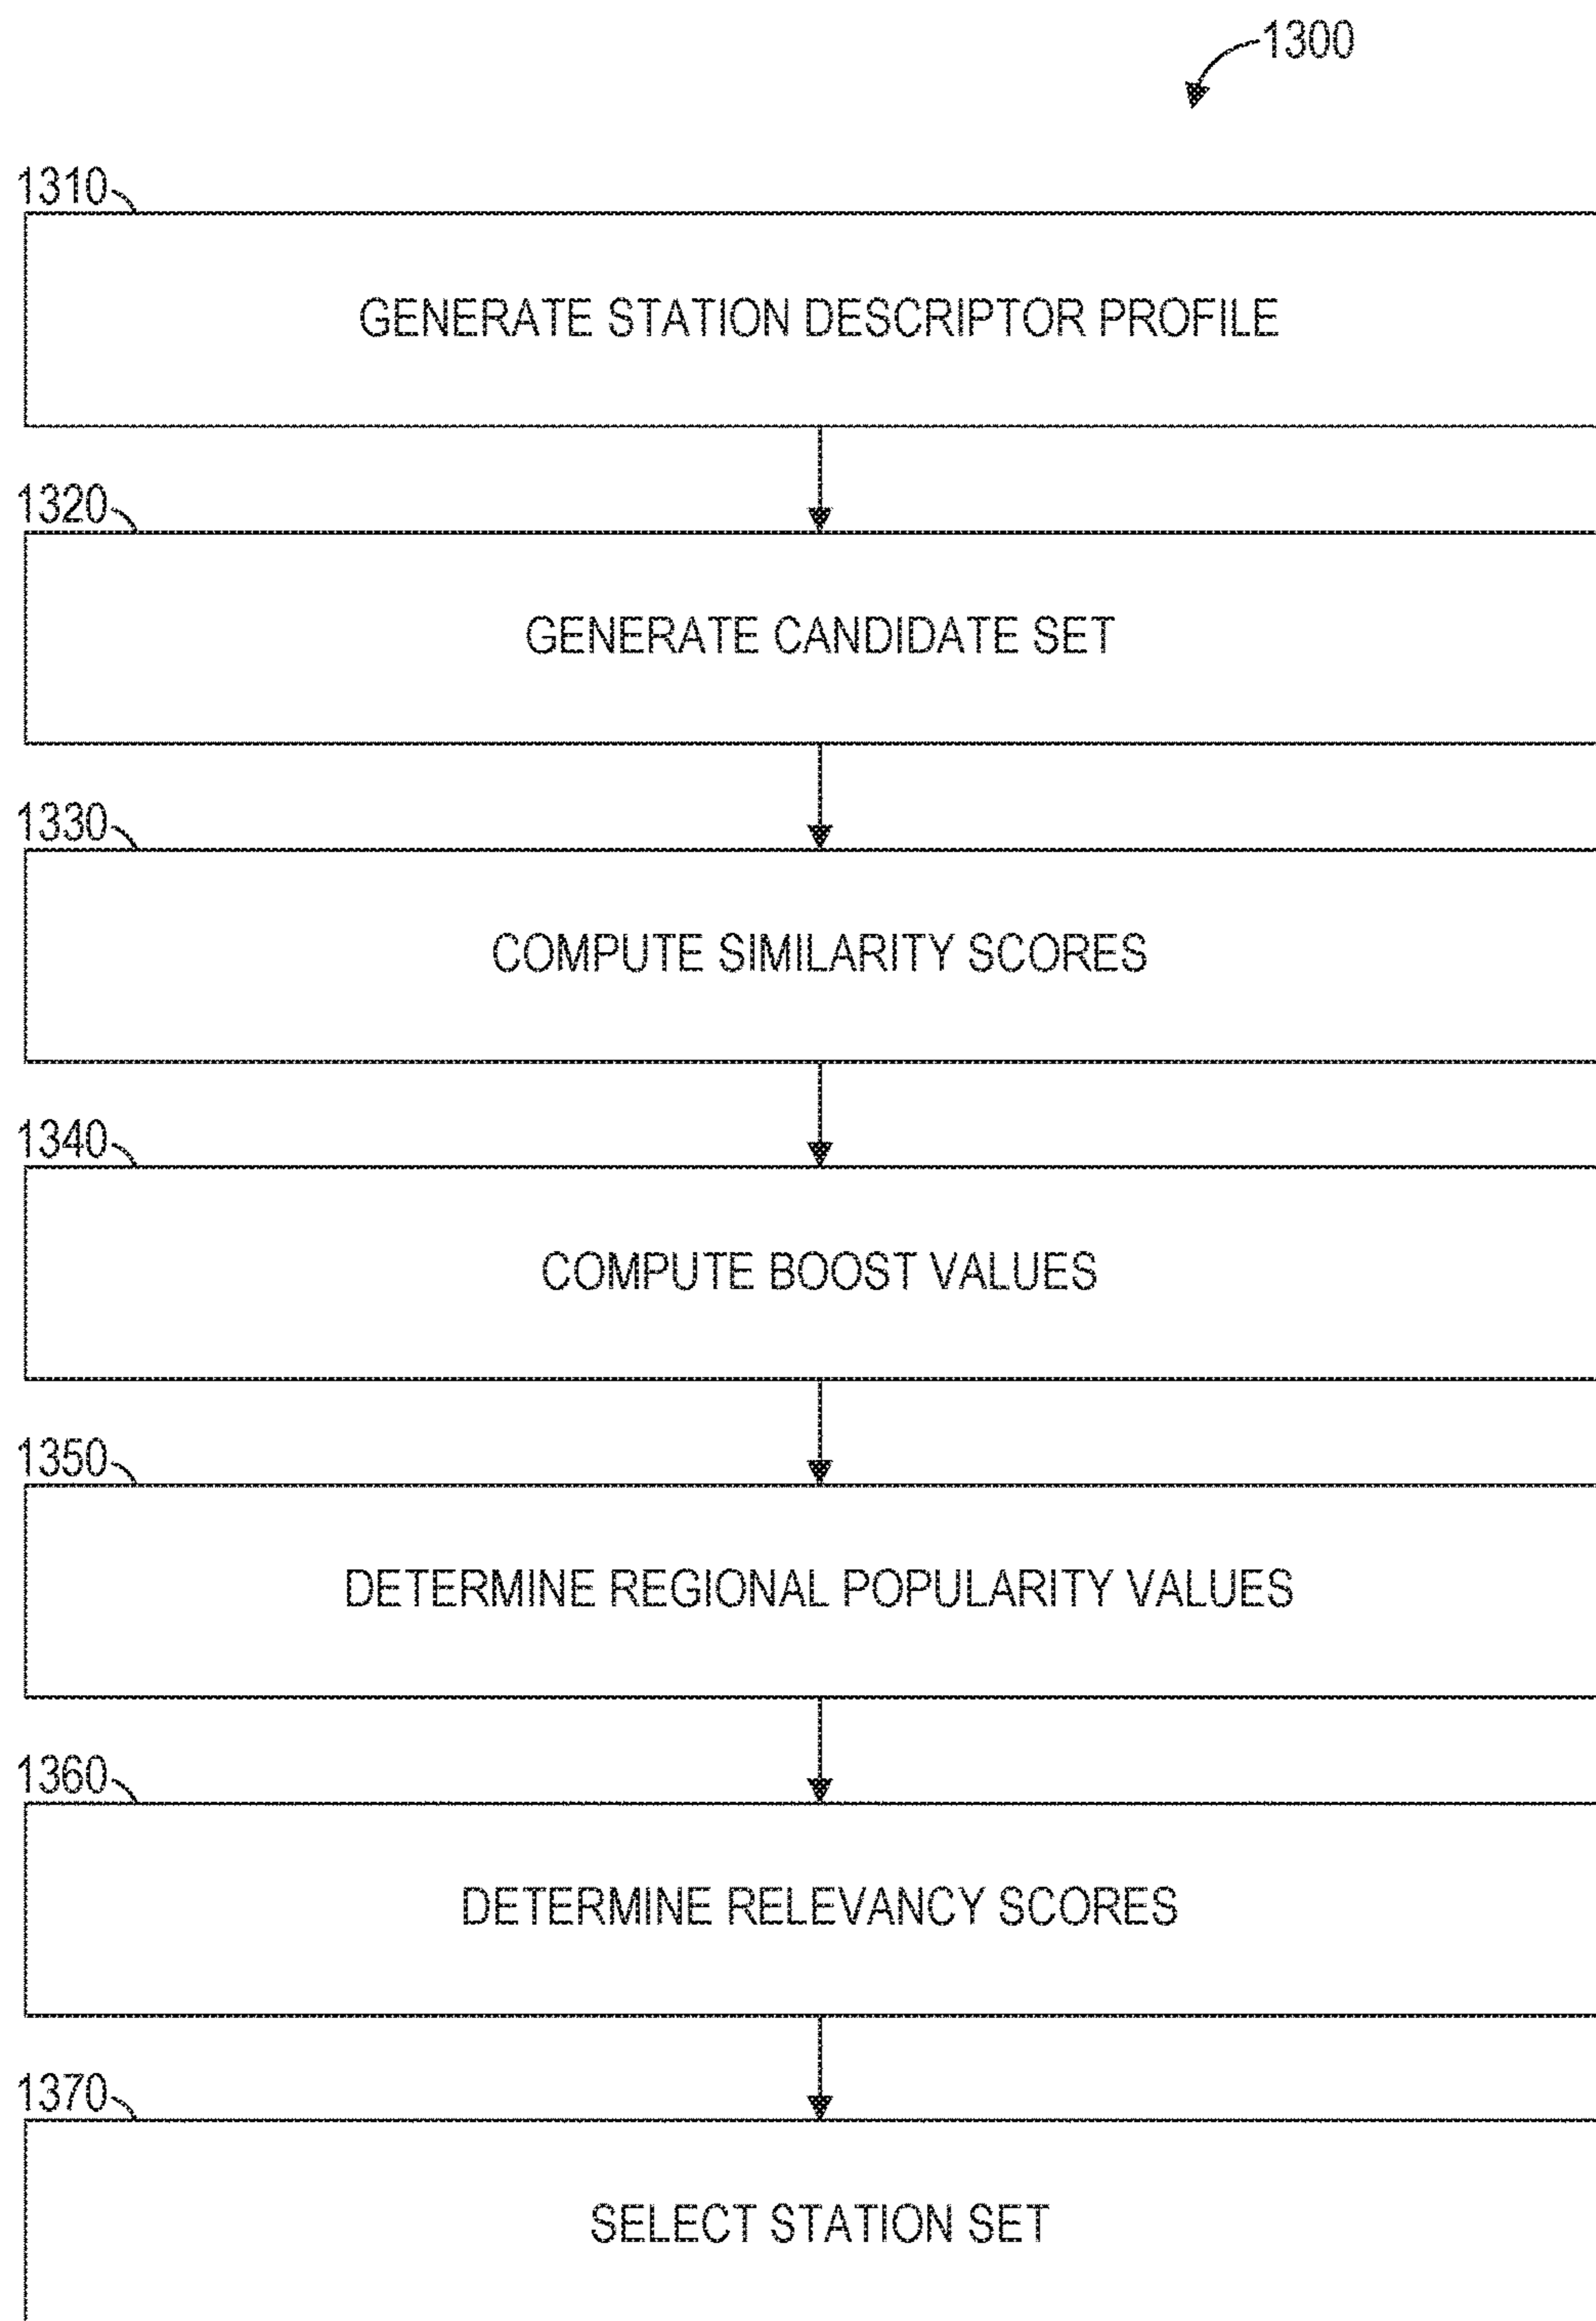 1300
1310
GENERATE STATION DESCRIPTOR PROFILE
1320
GENERATE CANDIDATE SET
1330
COMPUTE SIMILARITY SCORES
1340
COMPUTE BOOST VALUES
1350
DETERMINE REGIONAL POPULARITY VALUES
1360
DETERMINE RELEVANCY SCORES
1370
SELECT STATION SET